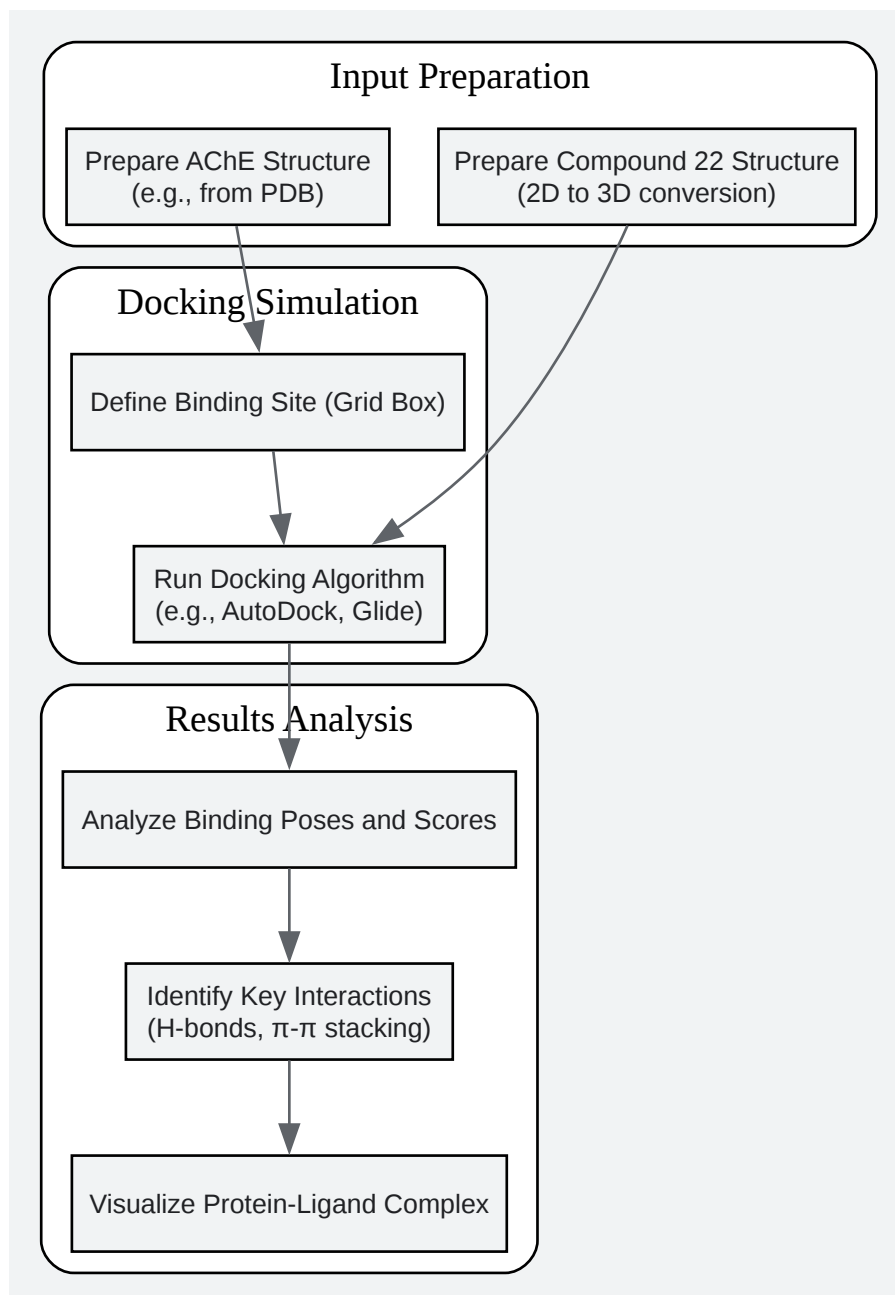 Input Preparation
Prepare AChE Structure
(e.g., from PDB)
Prepare Compound 22 Structure
(2D to 3D conversion)
Docking Simulation
Define Binding Site (Grid Box)
Run Docking Algorithm
(e.g., AutoDock, Glide)
Results Analysis
Analyze Binding Poses and Scores
Identify Key Interactions
(H-bonds, π-π stacking)
Visualize Protein-Ligand Complex